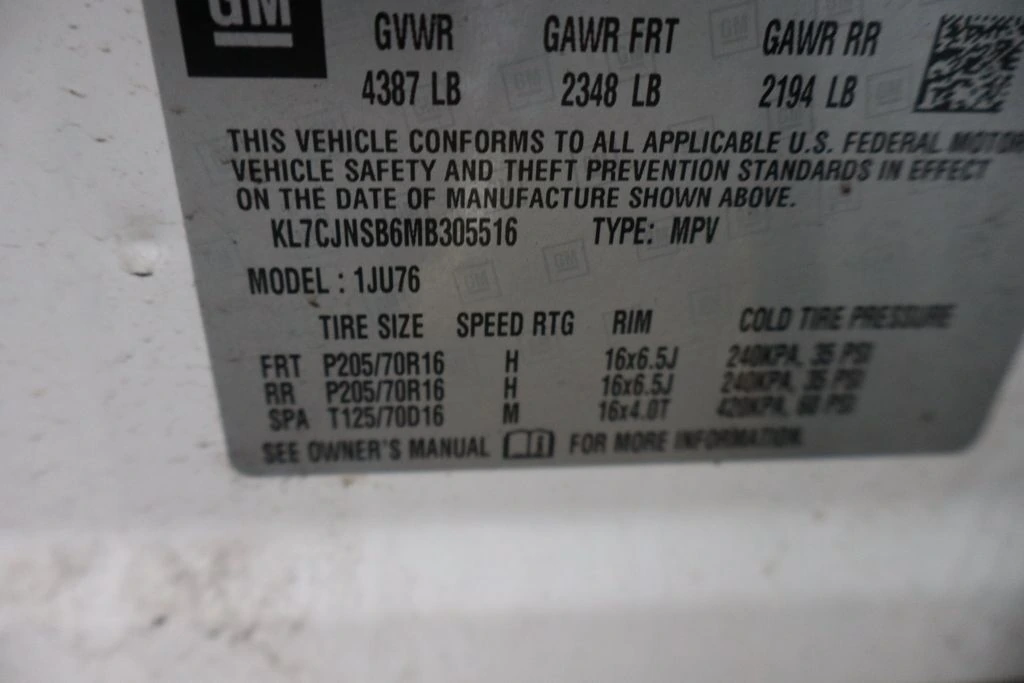 GM
GVWR GAWR FRT GAWR RR
4387 LB 2348 LB 2194 LB
THIS VEHICLE CONFORMS TO ALL APPLICABLE U.S. FEDERAL MOTOR
VEHICLE SAFETY AND THEFT PREVENTION STANDARDS IN EFFECT
ON THE DATE OF MANUFACTURE SHOWN ABOVE.
KL7CJNSB6MB305516 TYPE: MPV
MODEL : 1JU76
TIRE SIZE SPEED RTG RIM COLD TIRE PRESSURE
FRT P205/70R16 H 16x6.5J 240KPA, 35 PSI
RR P205/70R16 H 16x6.5J 240KPA, 35 PSI
SPA T125/70D16 M 16x4.0T 420KPA, 60 PSI
SEE OWNER'S MANUAL FOR MORE INFORMATION.